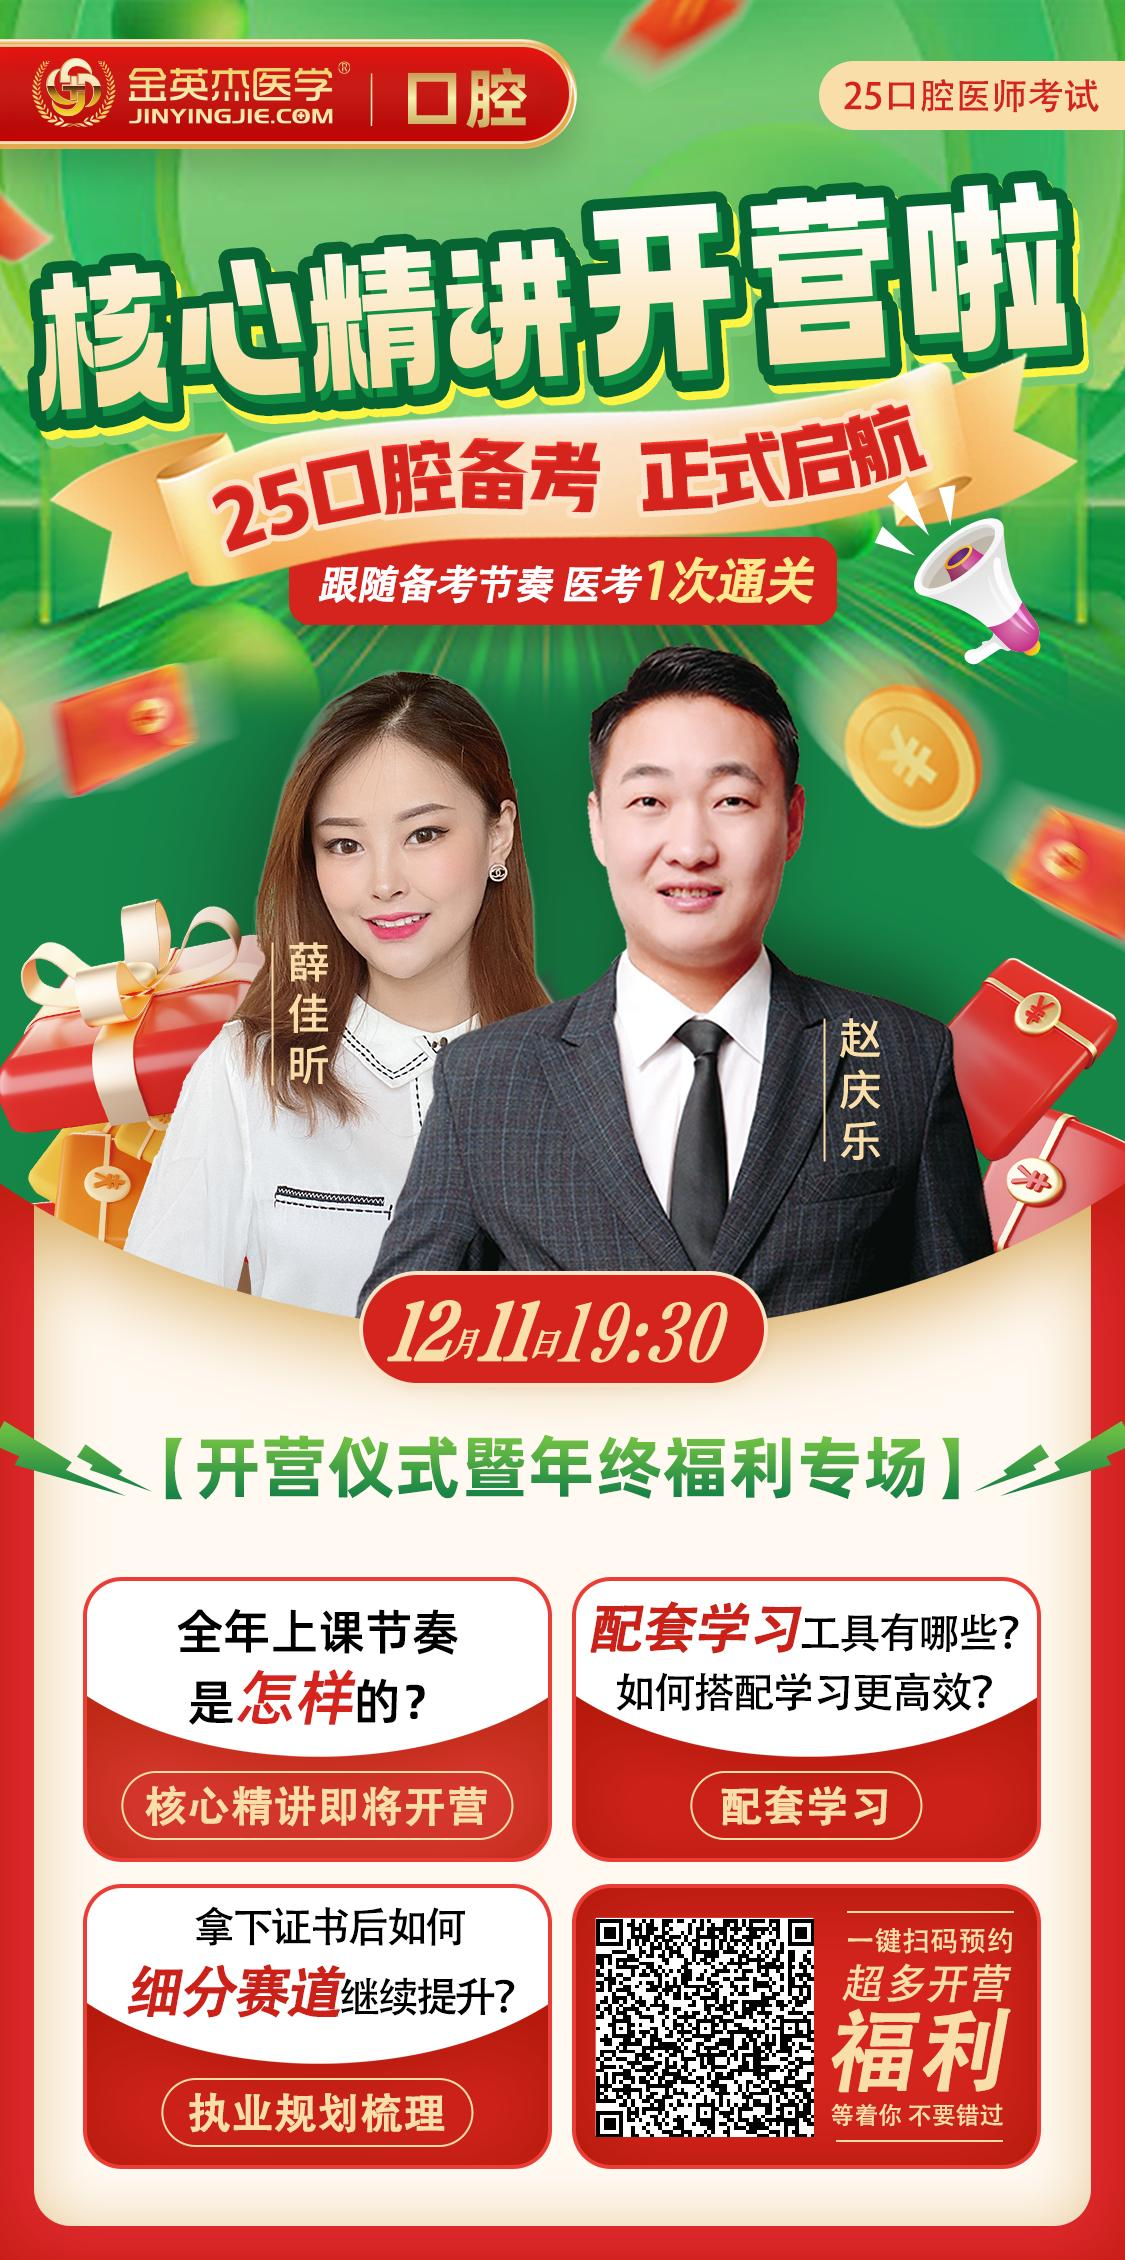 金英杰医学®
JINYINGJIE.COM
口腔
25口腔医师考试
核心精讲开营啦
25口腔备考 正式启航
跟随备考节奏 医考1次通关
薛佳昕
赵庆乐
12月11日19:30
【开营仪式暨年终福利专场】
全年上课节奏
是怎样的?
核心精讲即将开营
配套学习工具有哪些?
如何搭配学习更高效?
配套学习
拿下证书后如何
细分赛道继续提升?
执业规划梳理
一键扫码预约
超多开营
福利
等着你 不要错过